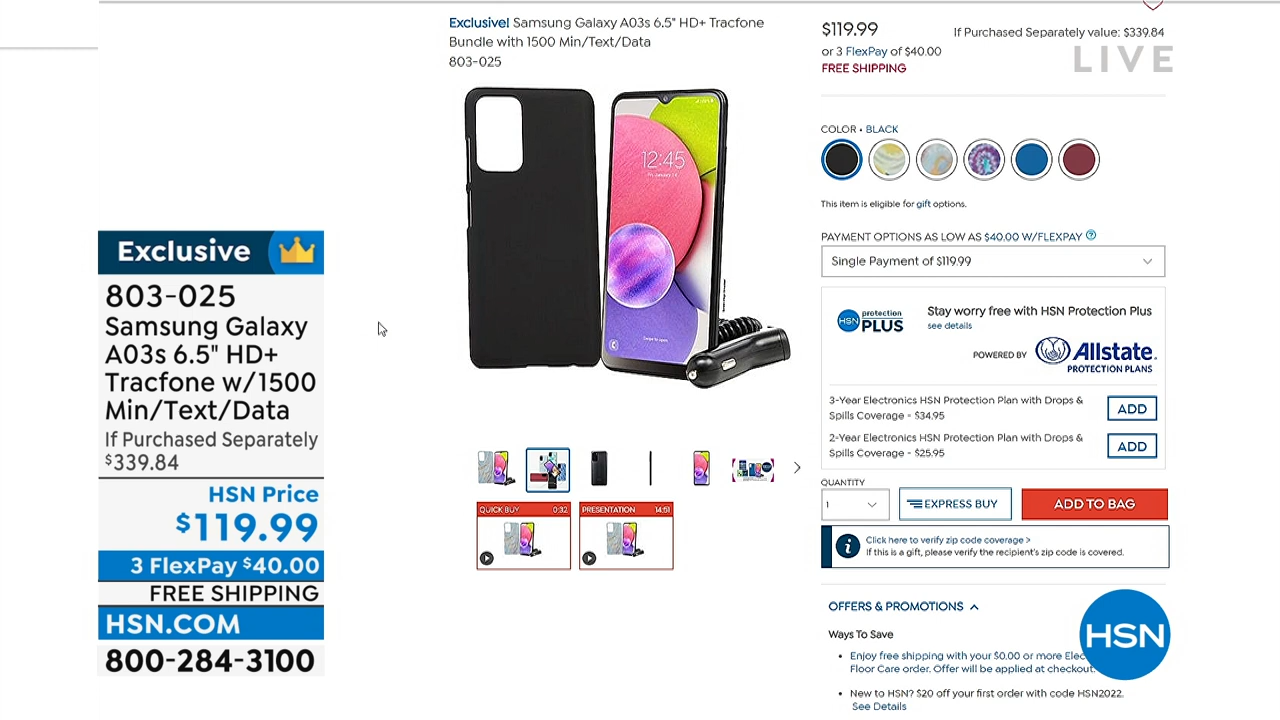 Exclusive! Samsung Galaxy A03s 6.5" HD+ Tracfone
Bundle with 1500 Min/Text/Data
803-025
$119.99
If Purchased Separately value: $339.84
or 3 FlexPay of $40.00
FREE SHIPPING
LIVE
COLOR • BLACK
This item is eligible for gift options.
PAYMENT OPTIONS AS LOW AS $40.00 W/FLEXPAY ?
Single Payment of $119.99
HSN protection
PLUS
Stay worry free with HSN Protection Plus
see details
POWERED BY Allstate.
PROTECTION PLANS
3-Year Electronics HSN Protection Plan with Drops &
Spills Coverage - $34.95
ADD
2-Year Electronics HSN Protection Plan with Drops &
Spills Coverage - $25.95
ADD
QUANTITY
1
EXPRESS BUY
ADD TO BAG
i
Click here to verify zip code coverage >
If this is a gift, please verify the recipient's zip code is covered.
OFFERS & PROMOTIONS
Ways To Save
• Enjoy free shipping with your $0.00 or more Elec
Floor Care order. Offer will be applied at checkout.
• New to HSN? $20 off your first order with code HSN2022.
See Details
HSN
12:45
QUICK BUY 0:32
PRESENTATION 14:51
Exclusive
803-025
Samsung Galaxy
A03s 6.5" HD+
Tracfone w/1500
Min/Text/Data
If Purchased Separately
$339.84
HSN Price
$119.99
3 FlexPay $40.00
FREE SHIPPING
HSN.COM
800-284-3100